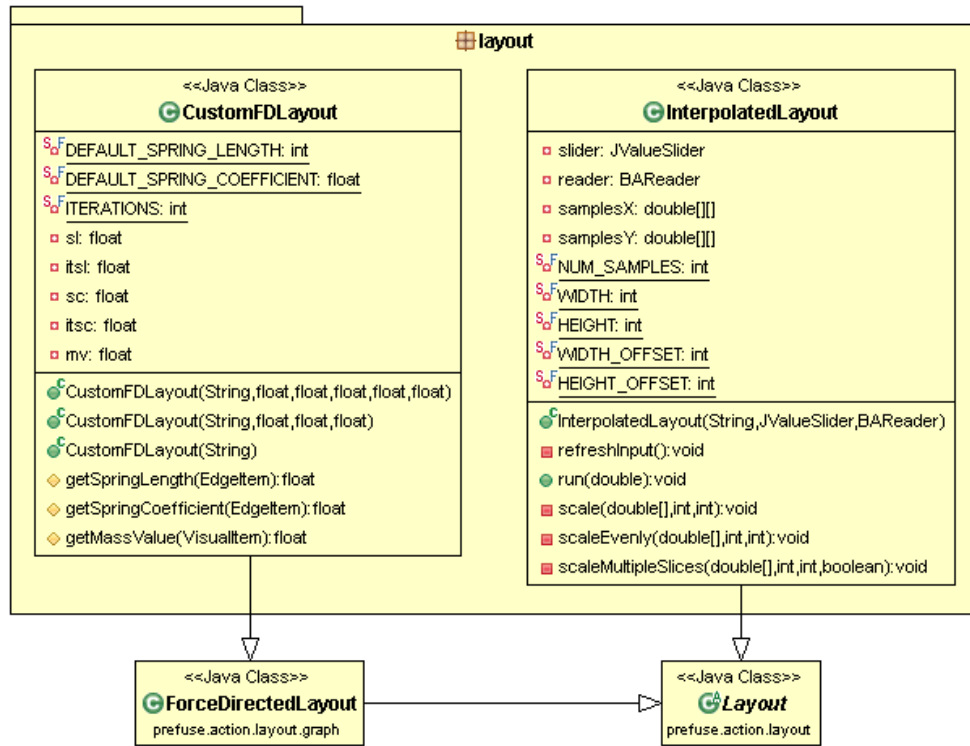 layout
<<Java Class>>
CustomFDLayout
DEFAULT_SPRING_LENGTH: int
DEFAULT_SPRING_COEFFICIENT: float
ITERATIONS: int
sl: float
itsl: float
sc: float
itsc: float
mv: float
CustomFDLayout(String,float,float,float,float,float)
CustomFDLayout(String,float,float,float)
CustomFDLayout(String)
getSpringLength(EdgeItem):float
getSpringCoefficient(EdgeItem):float
getMassValue(VisualItem):float
<<Java Class>>
InterpolatedLayout
slider: JValueSlider
reader: BAReader
samplesX: double[][]
samplesY: double[][]
NUM_SAMPLES: int
WIDTH: int
HEIGHT: int
WIDTH_OFFSET: int
HEIGHT_OFFSET: int
InterpolatedLayout(String,JValueSlider,BAReader)
refreshInput():void
run(double):void
scale(double[],int,int):void
scaleEvenly(double[],int,int):void
scaleMultipleSlices(double[],int,int,boolean):void
<<Java Class>>
ForceDirectedLayout
prefuse.action.layout.graph
<<Java Class>>
Layout
prefuse.action.layout